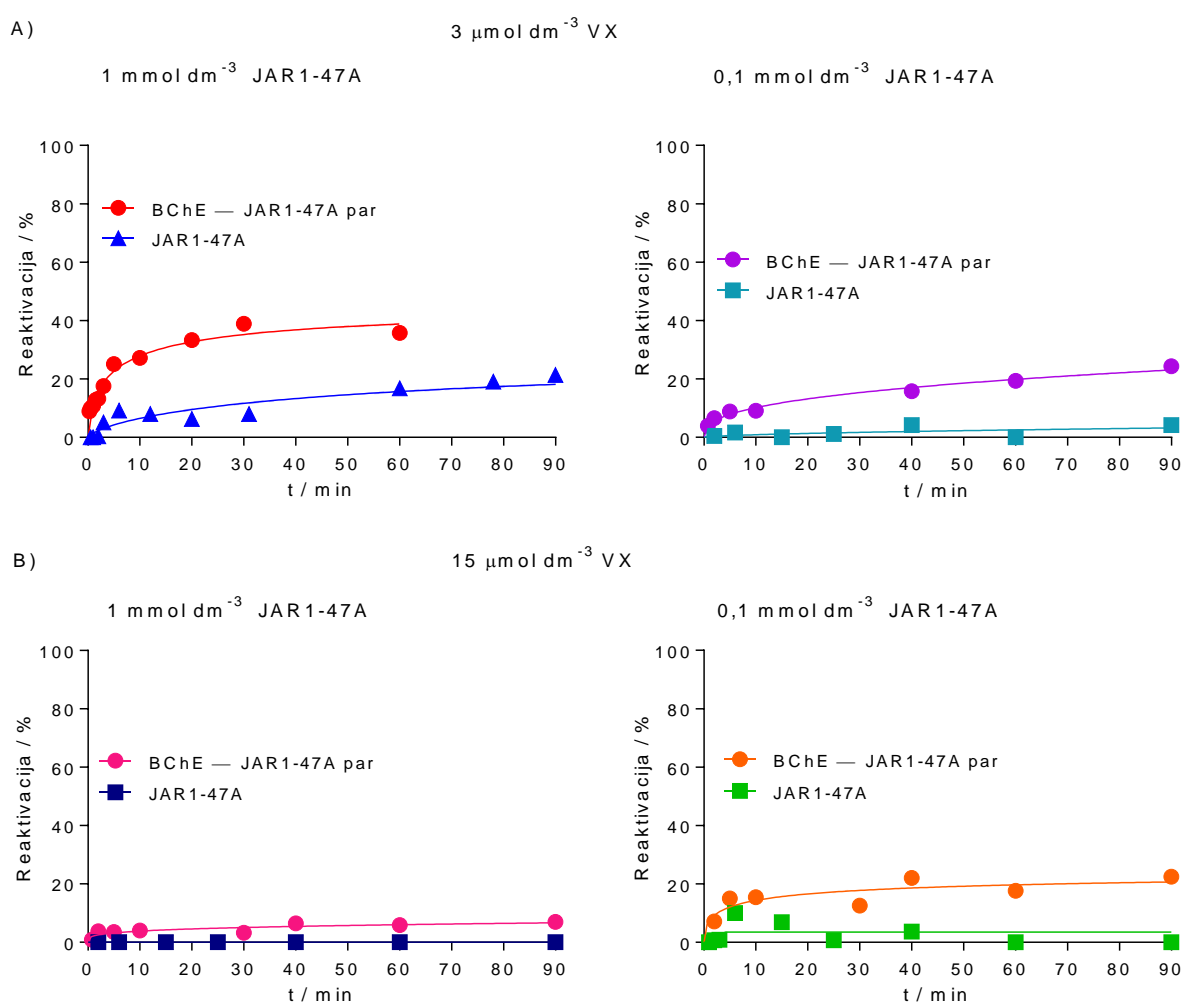 A)
3 μmol dm⁻³ VX
1 mmol dm⁻³ JAR1-47A
0,1 mmol dm⁻³ JAR1-47A
Reaktivacija / %
100
80
60
40
20
0
BChE — JAR1-47A par
JAR1-47A
0 10 20 30 40 50 60 70 80 90
t / min
Reaktivacija / %
100
80
60
40
20
0
BChE — JAR1-47A par
JAR1-47A
0 10 20 30 40 50 60 70 80 90
t / min
B)
15 μmol dm⁻³ VX
1 mmol dm⁻³ JAR1-47A
0,1 mmol dm⁻³ JAR1-47A
Reaktivacija / %
100
80
60
40
20
0
BChE — JAR1-47A par
JAR1-47A
0 10 20 30 40 50 60 70 80 90
t / min
Reaktivacija / %
100
80
60
40
20
0
BChE — JAR1-47A par
JAR1-47A
0 10 20 30 40 50 60 70 80 90
t / min